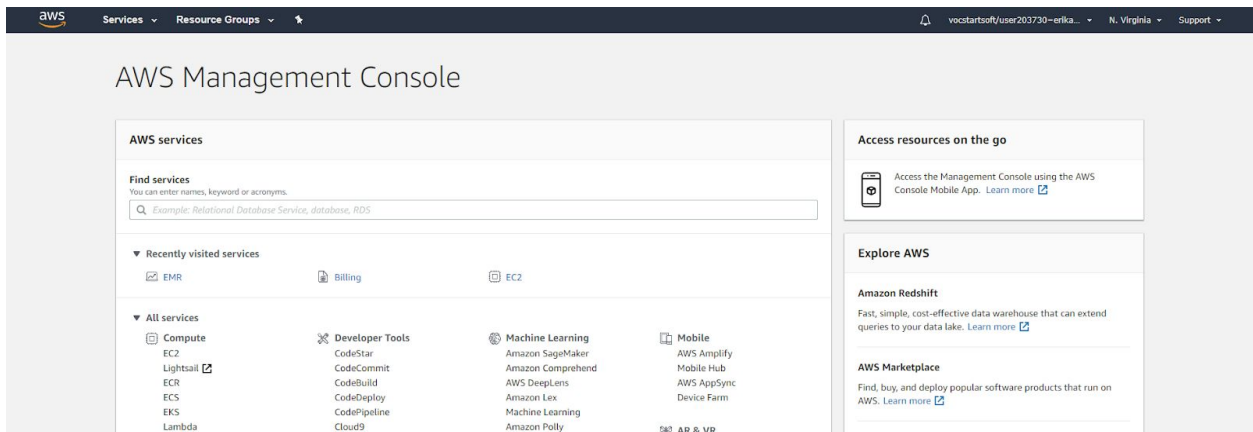 aws
Services
Resource Groups
vocstartsoft/user203730=erika...
N. Virginia
Support
AWS Management Console
AWS services
Find services
You can enter names, keyword or acronyms.
Example: Relational Database Service, database, RDS
Recently visited services
EMR
Billing
EC2
All services
Compute
EC2
Lightsail
ECR
ECS
EKS
Lambda
Developer Tools
CodeStar
CodeCommit
CodeBuild
CodeDeploy
CodePipeline
Cloud9
Machine Learning
Amazon SageMaker
Amazon Comprehend
AWS DeepLens
Amazon Lex
Machine Learning
Amazon Polly
Mobile
AWS Amplify
Mobile Hub
AWS AppSync
Device Farm
AR & VR
Access resources on the go
Access the Management Console using the AWS
Console Mobile App. Learn more
Explore AWS
Amazon Redshift
Fast, simple, cost-effective data warehouse that can extend
queries to your data lake. Learn more
AWS Marketplace
Find, buy, and deploy popular software products that run on
AWS. Learn more